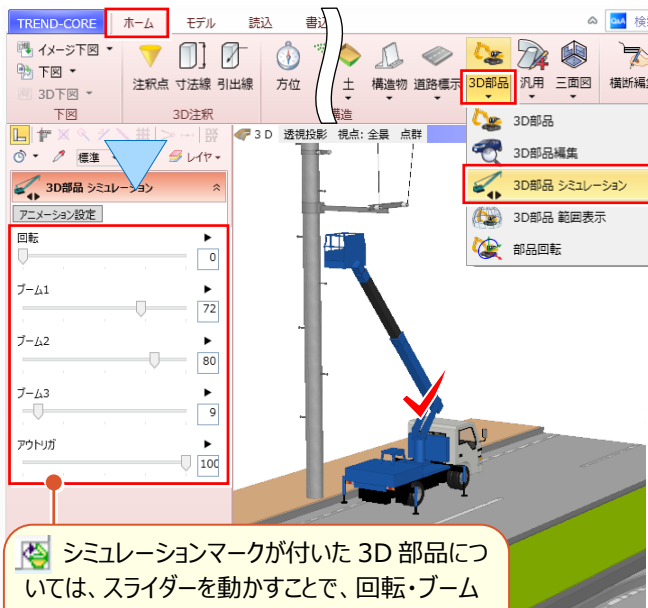 TREND-CORE ホーム モデル 読込 書込 検
イメージ下図
下図
3D下図
下図
注釈点 寸法線 引出線
3D注釈
方位 土 構造物 道路標示 3D部品 汎用 三面図 横断編
構造
3D部品
3D部品編集
3D部品 シミュレーション
3D部品 範囲表示
部品回転
3D 透視投影 視点: 全景 点群
標準 レイヤ
3D部品 シミュレーション
アニメーション設定
回転
0
ブーム1
72
ブーム2
80
ブーム3
9
アウトリガ
100
シミュレーションマークが付いた 3D 部品につ
いては、スライダーを動かすことで、回転・ブーム